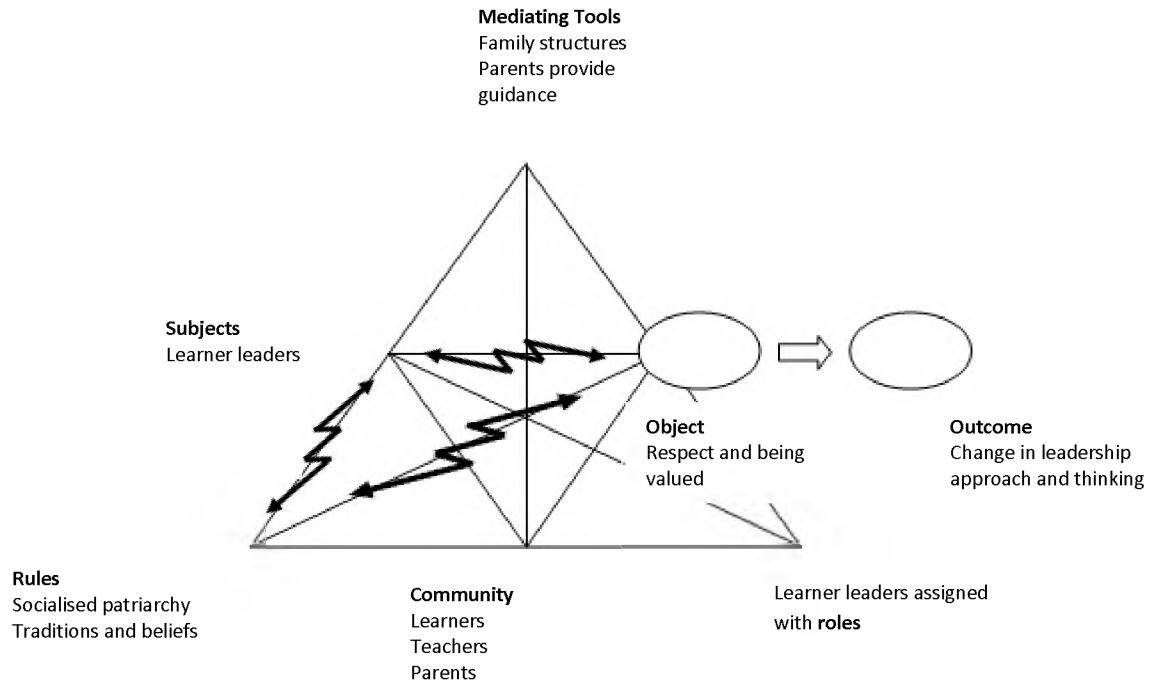 Mediating Tools
Family structures
Parents provide
guidance
Subjects
Learner leaders
Object
Respect and being
valued
Outcome
Change in leadership
approach and thinking
Rules
Socialised patriarchy
Traditions and beliefs
Community
Learners
Teachers
Parents
Learner leaders assigned
with roles